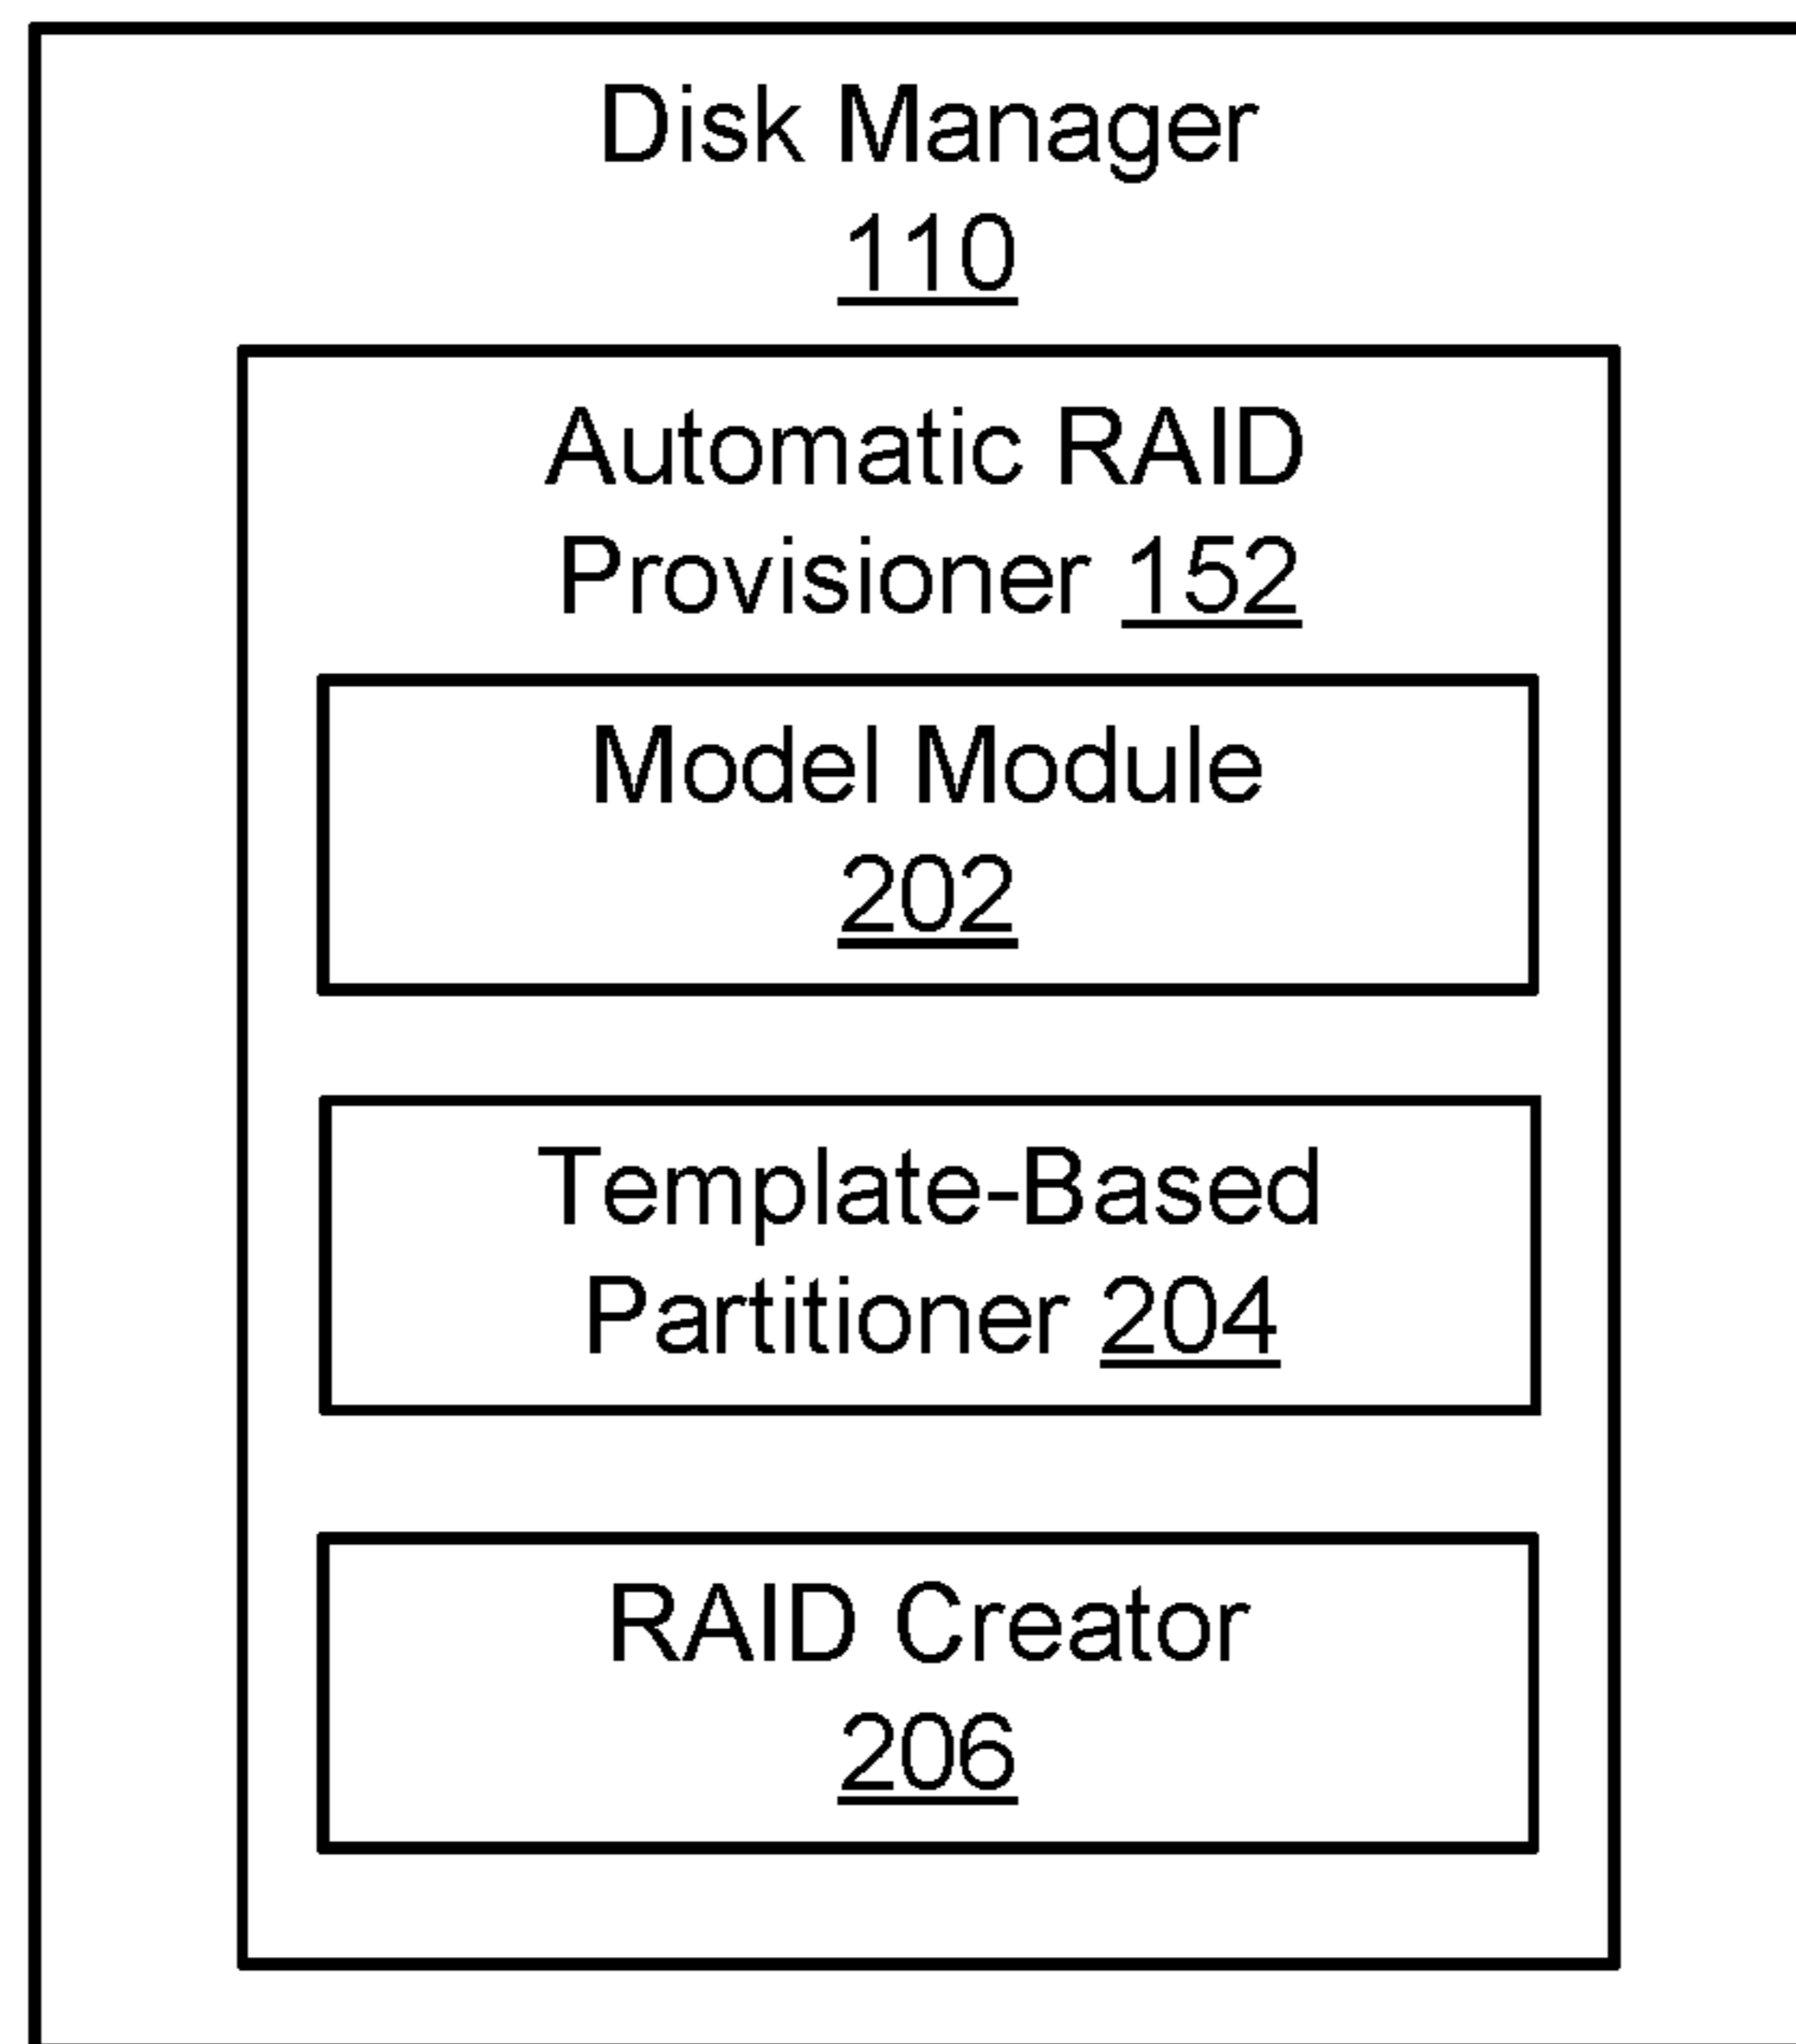 Disk Manager
110
Automatic RAID
Provisioner 152
Model Module
202
Template-Based
Partitioner 204
RAID Creator
206